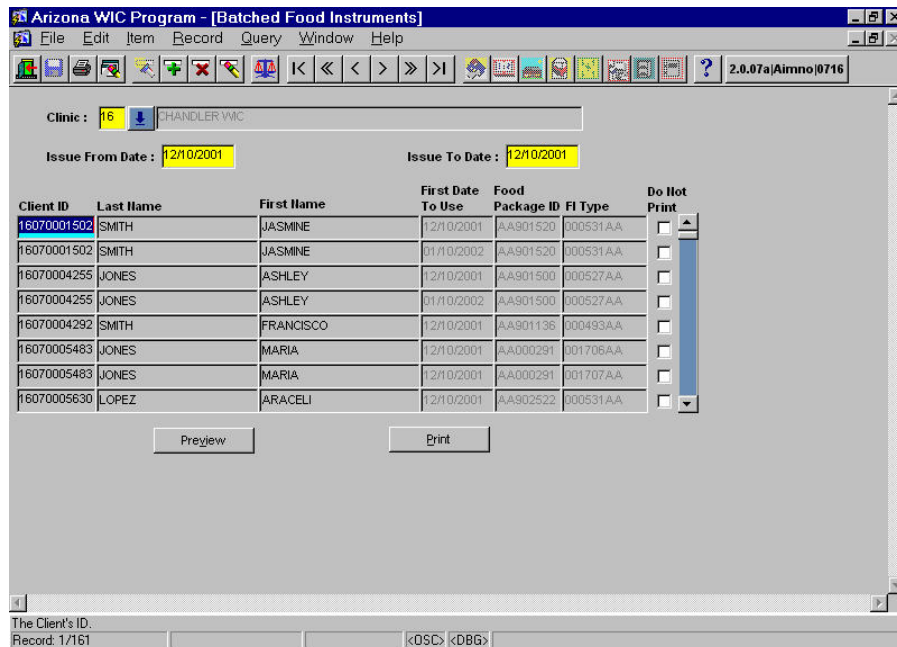 Arizona WIC Program - [Batched Food Instruments]
File Edit Item Record Query Window Help
2.0.07a|Aimno|0716
Clinic : 16 CHANDLER WIC
Issue From Date : 12/10/2001 Issue To Date : 12/10/2001
Client ID Last Name First Name First Date To Use Food Package ID FI Type Do Not Print
16070001502 SMITH JASMINE 12/10/2001 AA901520 000531AA
16070001502 SMITH JASMINE 01/10/2002 AA901520 000531AA
16070004255 JONES ASHLEY 12/10/2001 AA901500 000527AA
16070004255 JONES ASHLEY 01/10/2002 AA901500 000527AA
16070004292 SMITH FRANCISCO 12/10/2001 AA901136 000493AA
16070005483 JONES MARIA 12/10/2001 AA000291 001706AA
16070005483 JONES MARIA 12/10/2001 AA000291 001707AA
16070005630 LOPEZ ARACELI 12/10/2001 AA902522 000531AA
Preview Print
The Client's ID.
Record: 1/161 <OSC> <DBG>